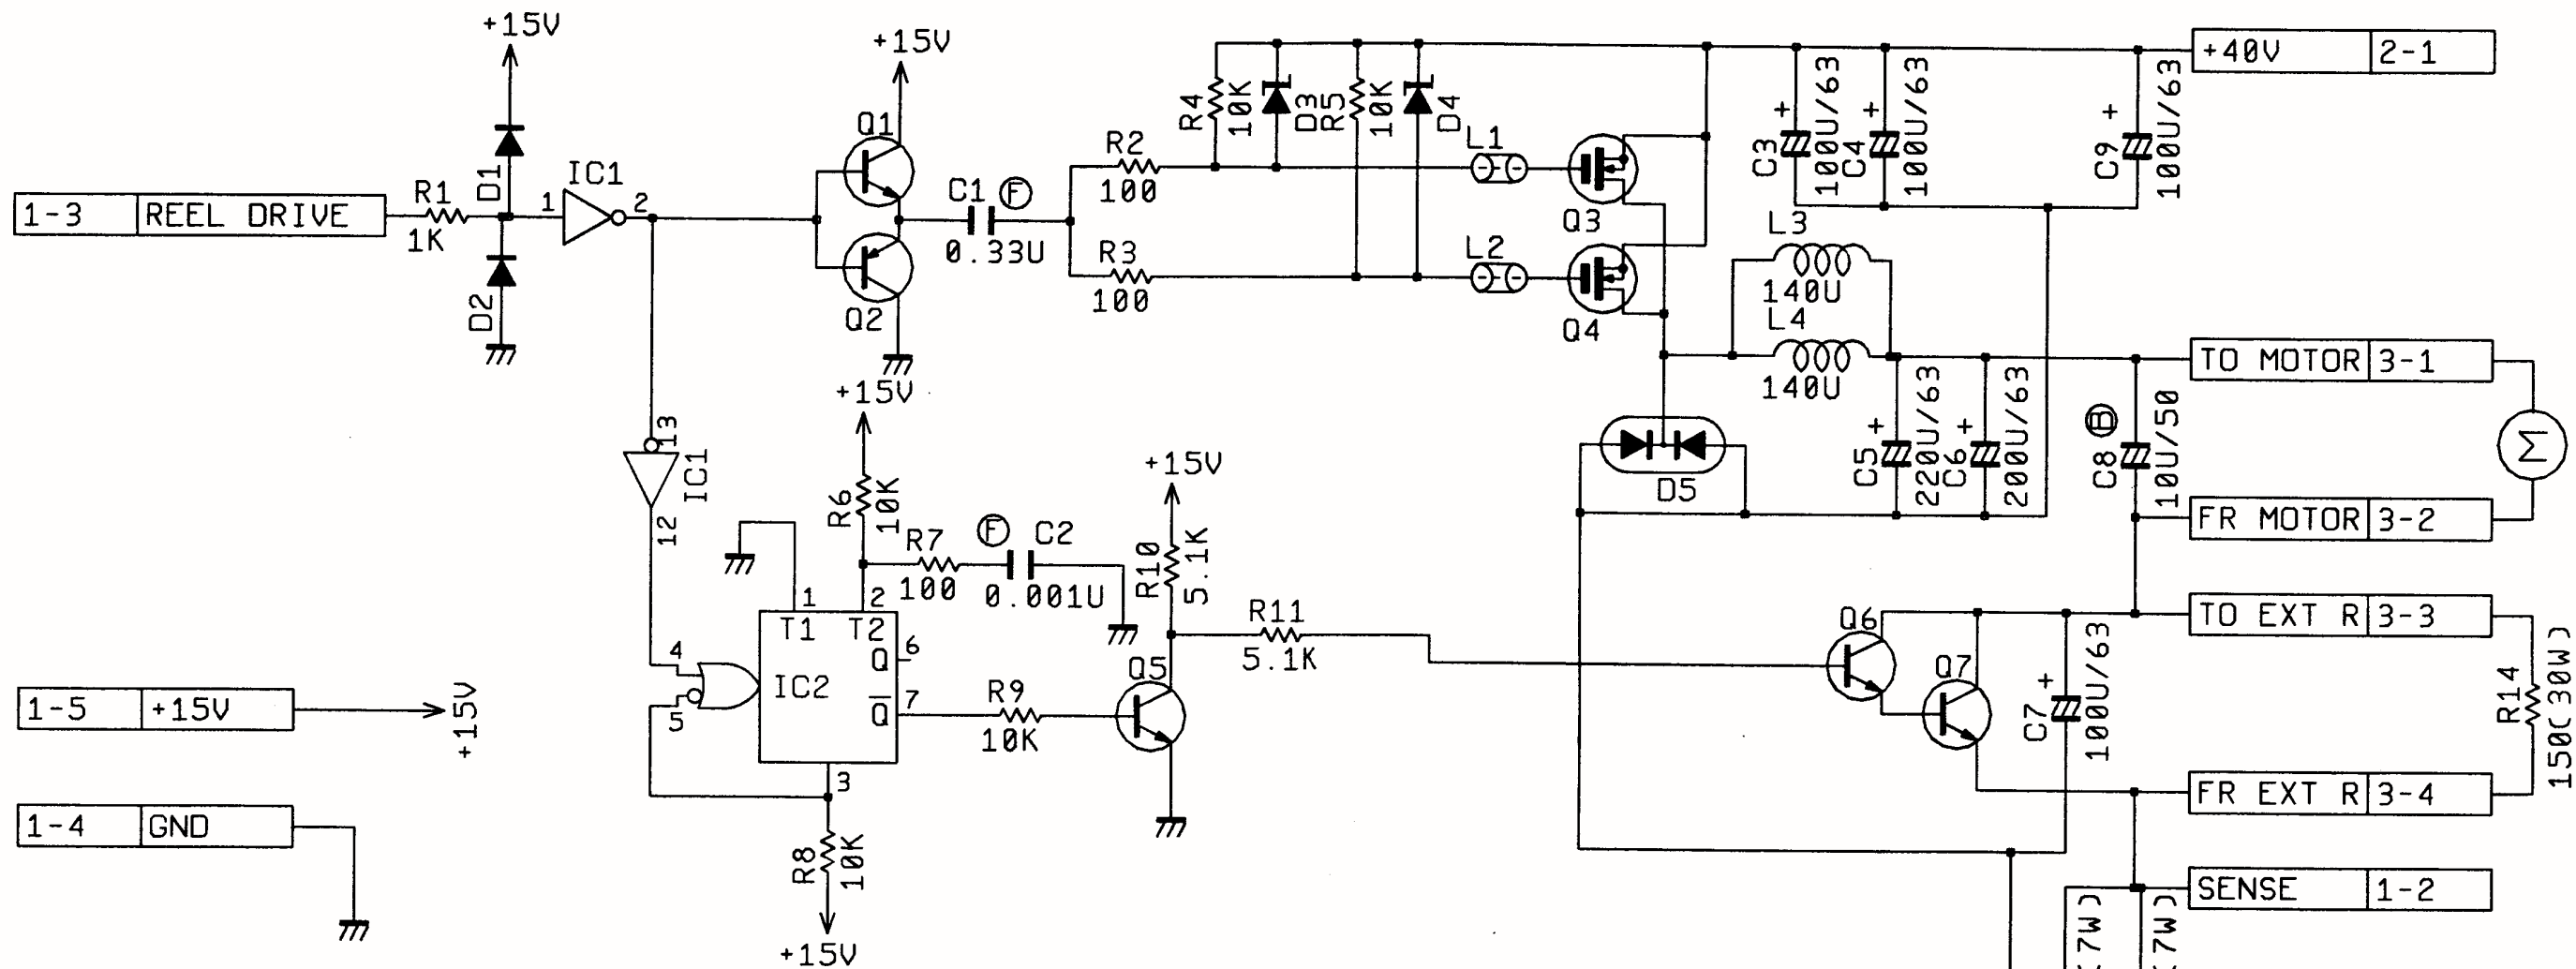 +15V
+15V
+40V 2-1
1-3 REEL DRIVE
R1
1K
D1
D2
IC1
1
2
Q1
Q2
C1 F
0.33U
R2
100
R3
100
R4
10K
D3
R5
10K
D4
L1
L2
Q3
Q4
C3
+
100U/63
C4
+
100U/63
C9
+
100U/63
L3
140U
L4
140U
TO MOTOR 3-1
C5
+
220U/63
C6
+
200U/63
C8
B
10U/50
Σ
FR MOTOR 3-2
D5
13
IC1
12
+15V
R6
10K
R7
100
F C2
0.001U
+15V
R10
5.1K
R11
5.1K
1
2
T1 T2
4
5
IC2
Q
6
Q̅
7
3
R9
10K
Q5
R8
10K
+15V
Q6
Q7
C7
+
100U/63
TO EXT R 3-3
R14
150(30W)
FR EXT R 3-4
SENSE 1-2
7W)
7W)
1-5 +15V
+15V
1-4 GND